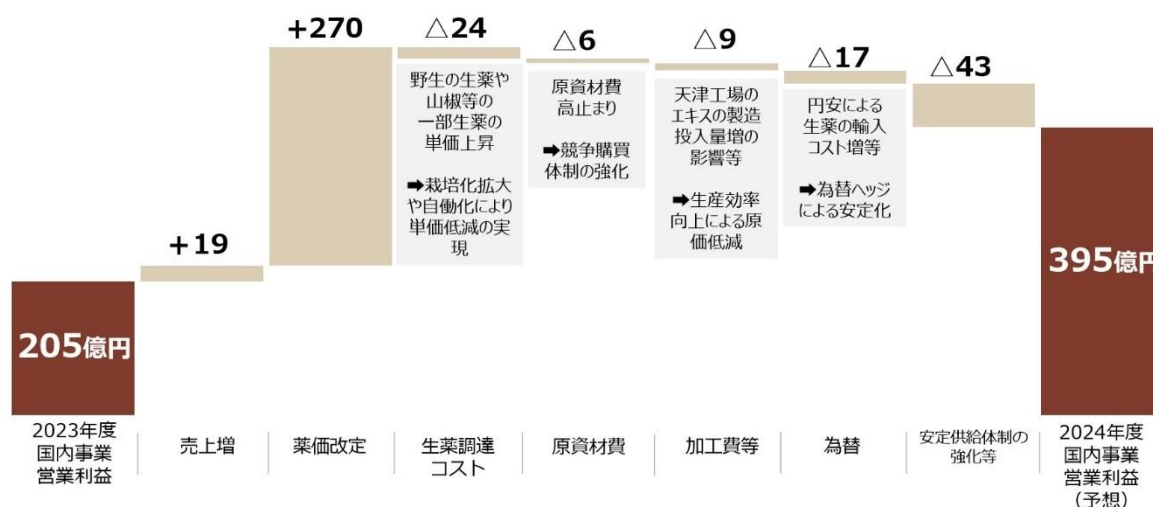 +270
△24
△6
△9
△17
△43
野生の生薬や
山椒等の
一部生薬の
単価上昇
➡栽培化拡大
や自働化により
単価低減の実
現
原資材費
高止まり
➡競争購買
体制の強化
天津工場の
エキスの製造
投入量増の
影響等
➡生産効率
向上による原
価低減
円安による
生薬の輸入
コスト増等
➡為替ヘッジ
による安定化
+19
395億円
205億円
2023年度
国内事業
営業利益
売上増
薬価改定
生薬調達
コスト
原資材費
加工費等
為替
安定供給体制の
強化等
2024年度
国内事業
営業利益
（予想）